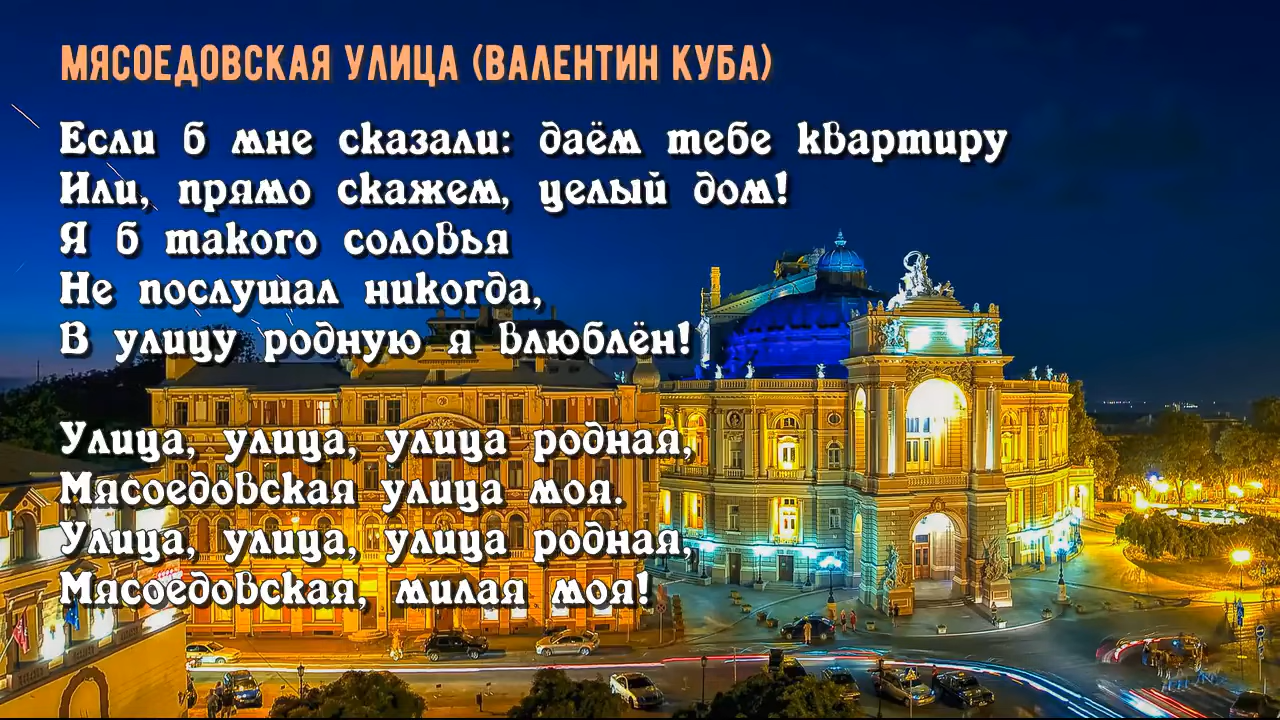 МЯСОЕДОВСКАЯ УЛИЦА (ВАЛЕНТИН КУБА)
Если б мне сказали: даём тебе квартиру
Или, прямо скажем, целый дом!
Я б такого соловья
Не послушал никогда,
В улицу родную я влюблён!
Улица, улица, улица родная,
Мясоедовская улица моя.
Улица, улица, улица родная,
Мясоедовская, милая моя!